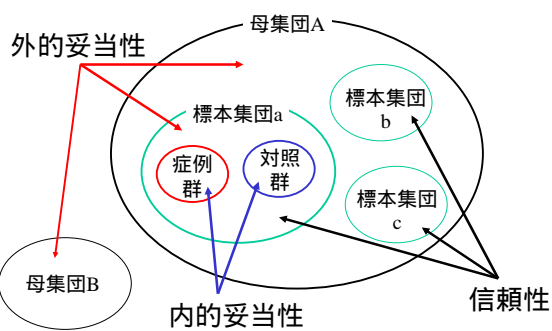 母集団A
外的妥当性
標本集団a
標本集団
b
症例
群
対照
群
標本集団
c
母集団B
内的妥当性
信頼性